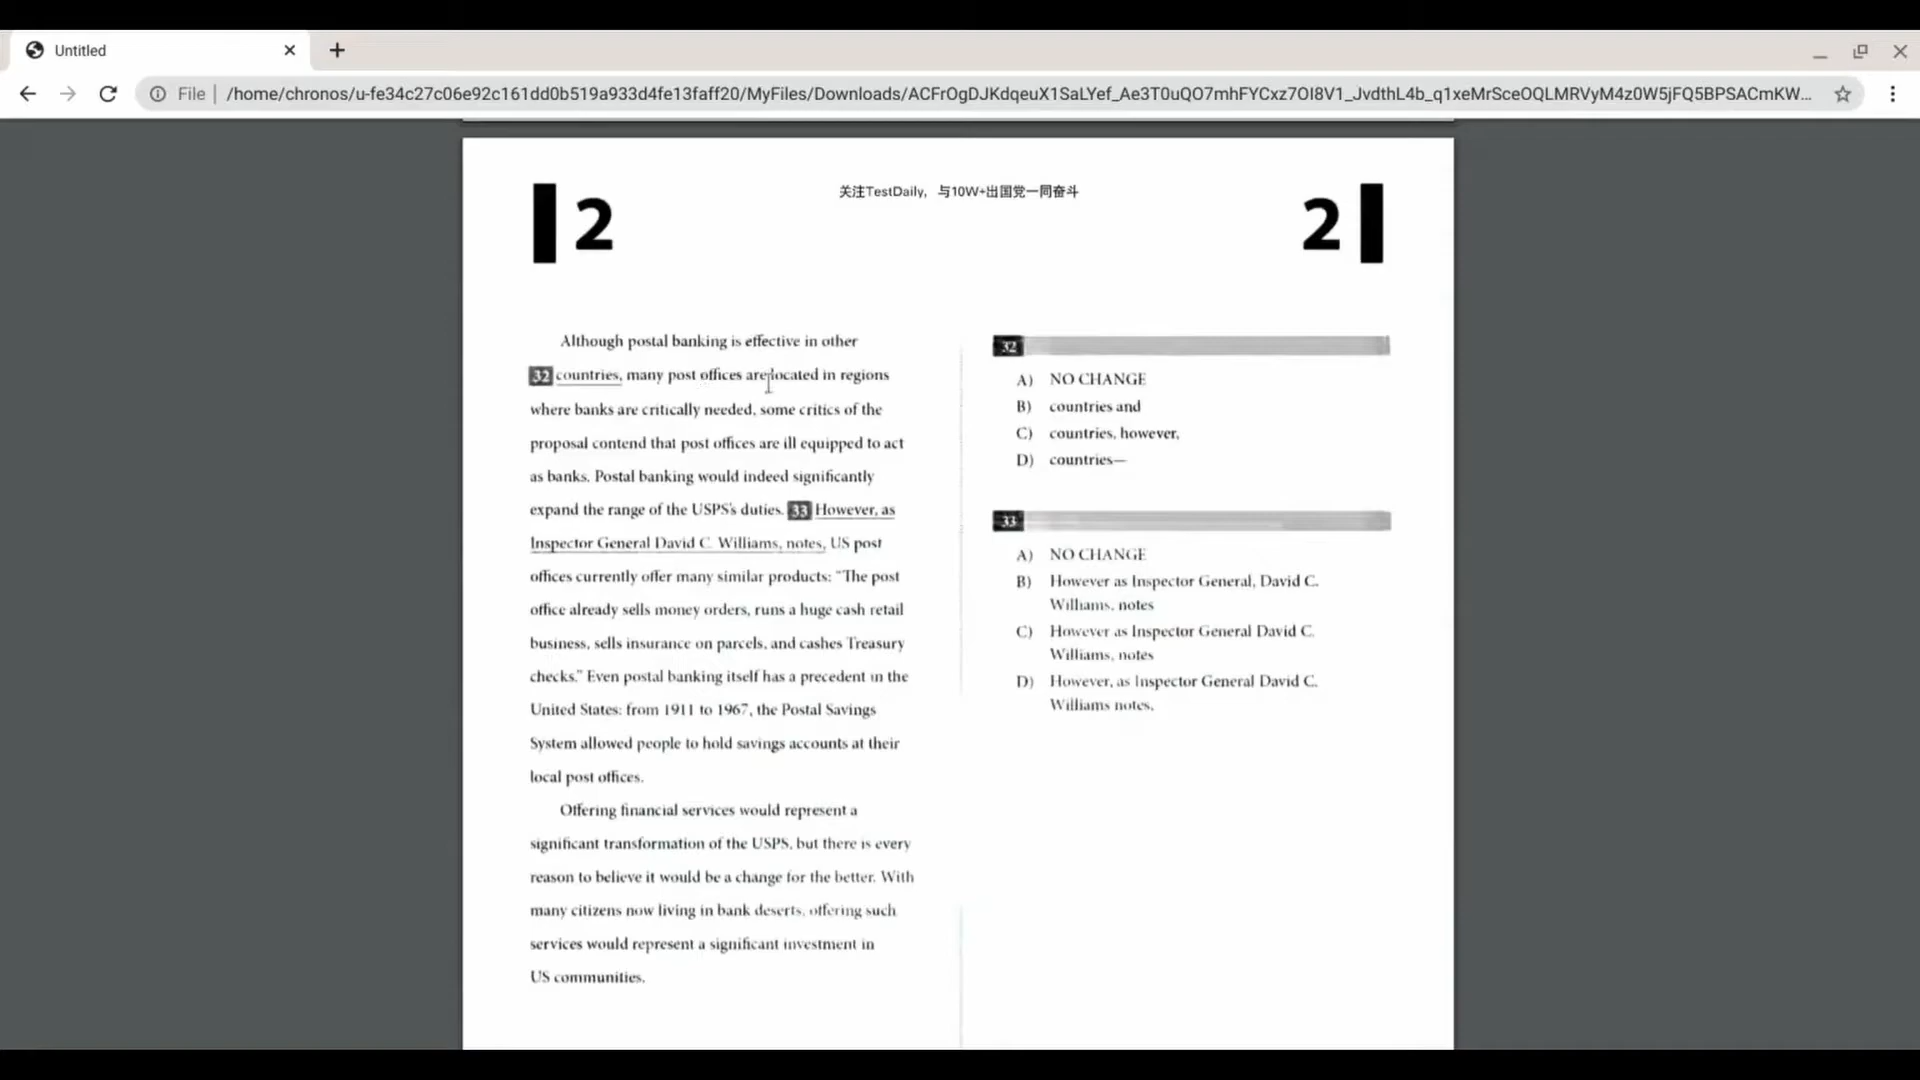 Untitled
File
/home/chronos/u-fe34c27c06e92c161dd0b519a933d4fe13faff20/MyFiles/Downloads/ACFrOgDJKdqeuX1SaLYef_Ae3T0uQO7mhFYCxz7OI8V1_JvdthL4b_q1xeMrSceOQLMRVyM4z0W5jFQ5BPSACmKW...
关注TestDaily, 与10W+出国党一同奋斗
2
2
Although postal banking is effective in other
32 countries, many post offices are located in regions
where banks are critically needed, some critics of the
proposal contend that post offices are ill equipped to act
as banks. Postal banking would indeed significantly
expand the range of the USPS's duties. 33 However, as
Inspector General David C. Williams, notes, US post
offices currently offer many similar products: "The post
office already sells money orders, runs a huge cash retail
business, sells insurance on parcels, and cashes Treasury
checks." Even postal banking itself has a precedent in the
United States: from 1911 to 1967, the Postal Savings
System allowed people to hold savings accounts at their
local post offices.
Offering financial services would represent a
significant transformation of the USPS, but there is every
reason to believe it would be a change for the better. With
many citizens now living in bank deserts, offering such
services would represent a significant investment in
US communities.
32
A) NO CHANGE
B) countries and
C) countries, however,
D) countries—
33
A) NO CHANGE
B) However as Inspector General, David C.
Williams, notes
C) However as Inspector General David C.
Williams, notes
D) However, as Inspector General David C.
Williams notes,